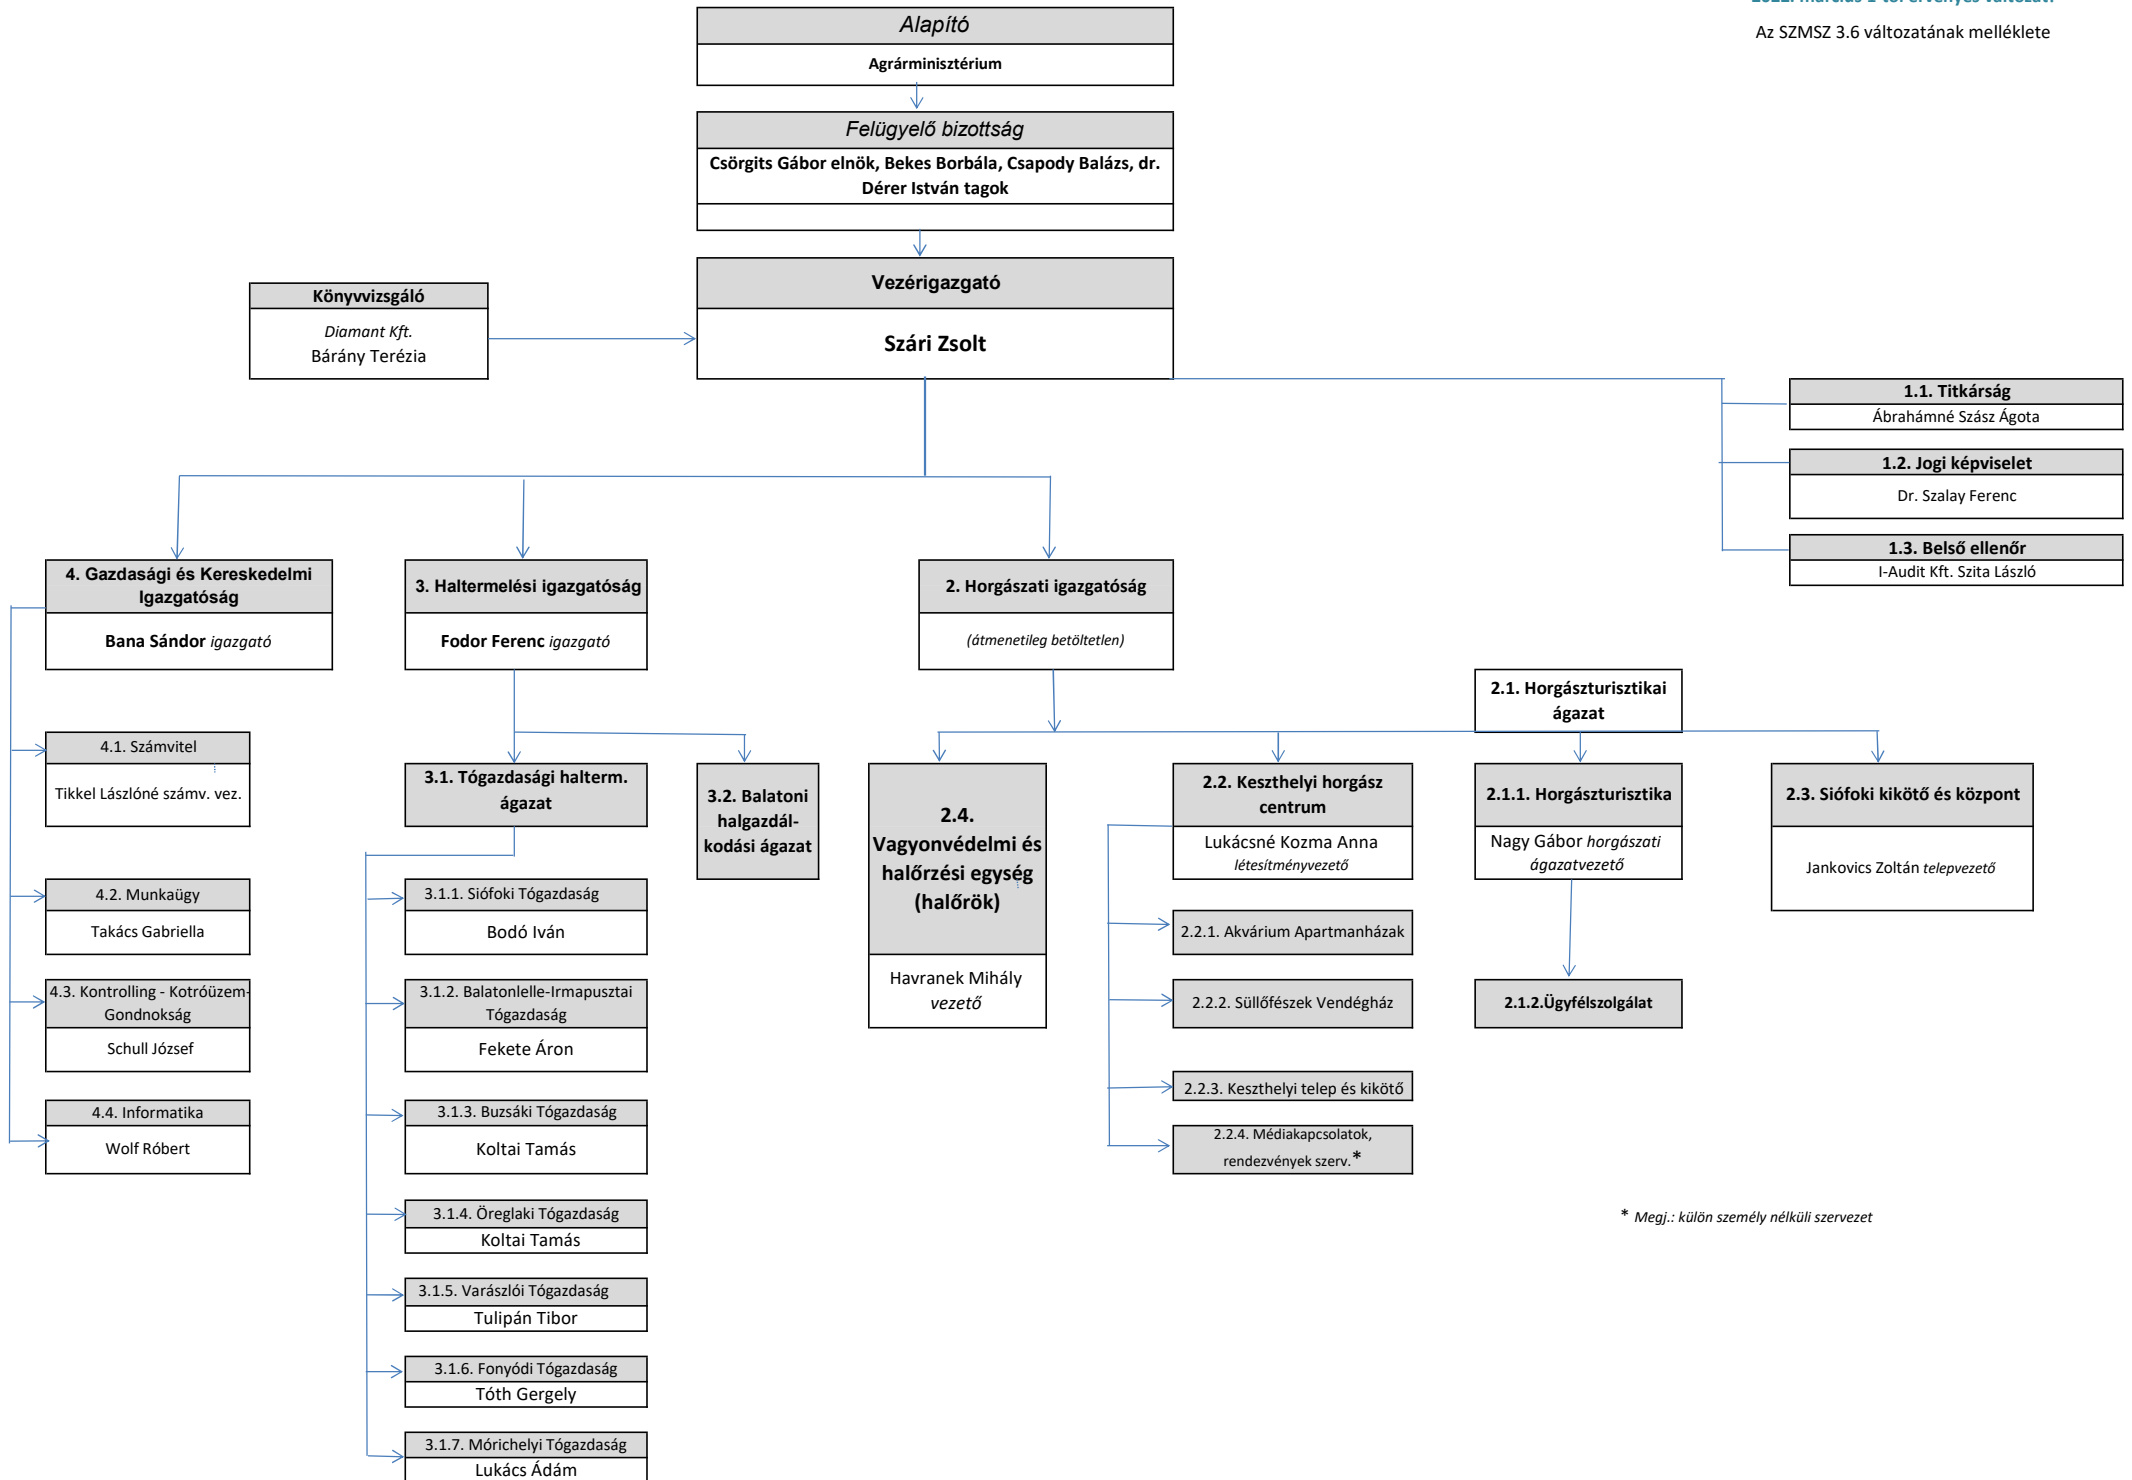 2022. március 1-től érvényes változat.
Az SZMSZ 3.6 változatának melléklete
Alapító
Agrárminisztérium
Felügyelő bizottság
Csörgits Gábor elnök, Bekes Borbála, Csapody Balázs, dr.
Dérer István tagok
Vezérigazgató
Szári Zsolt
Könyvvizsgáló
Diamant Kft.
Bárány Terézia
1.1. Titkárság
Ábrahámné Szász Ágota
1.2. Jogi képviselet
Dr. Szalay Ferenc
1.3. Belső ellenőr
I-Audit Kft. Szita László
4. Gazdasági és Kereskedelmi
Igazgatóság
Bana Sándor igazgató
3. Haltermelési igazgatóság
Fodor Ferenc igazgató
2. Horgászati igazgatóság
(átmenetileg betöltetlen)
2.1. Horgászturisztikai
ágazat
4.1. Számvitel
Tikkel Lászlóné számv. vez.
4.2. Munkaügy
Takács Gabriella
4.3. Kontrolling - Kotróüzem-
Gondnokság
Schull József
4.4. Informatika
Wolf Róbert
3.1. Tógazdasági halterm.
ágazat
3.2. Balatoni
halgazdál-
kodási ágazat
3.1.1. Siófoki Tógazdaság
Bodó Iván
3.1.2. Balatonlelle-Irmapusztai
Tógazdaság
Fekete Áron
3.1.3. Buzsáki Tógazdaság
Koltai Tamás
3.1.4. Öreglaki Tógazdaság
Koltai Tamás
3.1.5. Varászlói Tógazdaság
Tulipán Tibor
3.1.6. Fonyódi Tógazdaság
Tóth Gergely
3.1.7. Mórichelyi Tógazdaság
Lukács Ádám
2.4.
Vagyonvédelmi és
halőrzési egység
(halőrök)
Havranek Mihály
vezető
2.2. Keszthelyi horgász
centrum
Lukácsné Kozma Anna
létesítményvezető
2.2.1. Akvárium Apartmanházak
2.2.2. Süllőfészek Vendégház
2.2.3. Keszthelyi telep és kikötő
2.2.4. Médiakapcsolatok,
rendezvények szerv.*
2.1.1. Horgászturisztika
Nagy Gábor horgászati
ágazatvezető
2.1.2.Ügyfélszolgálat
2.3. Siófoki kikötő és központ
Jankovics Zoltán telepvezető
* Megj.: külön személy nélküli szervezet